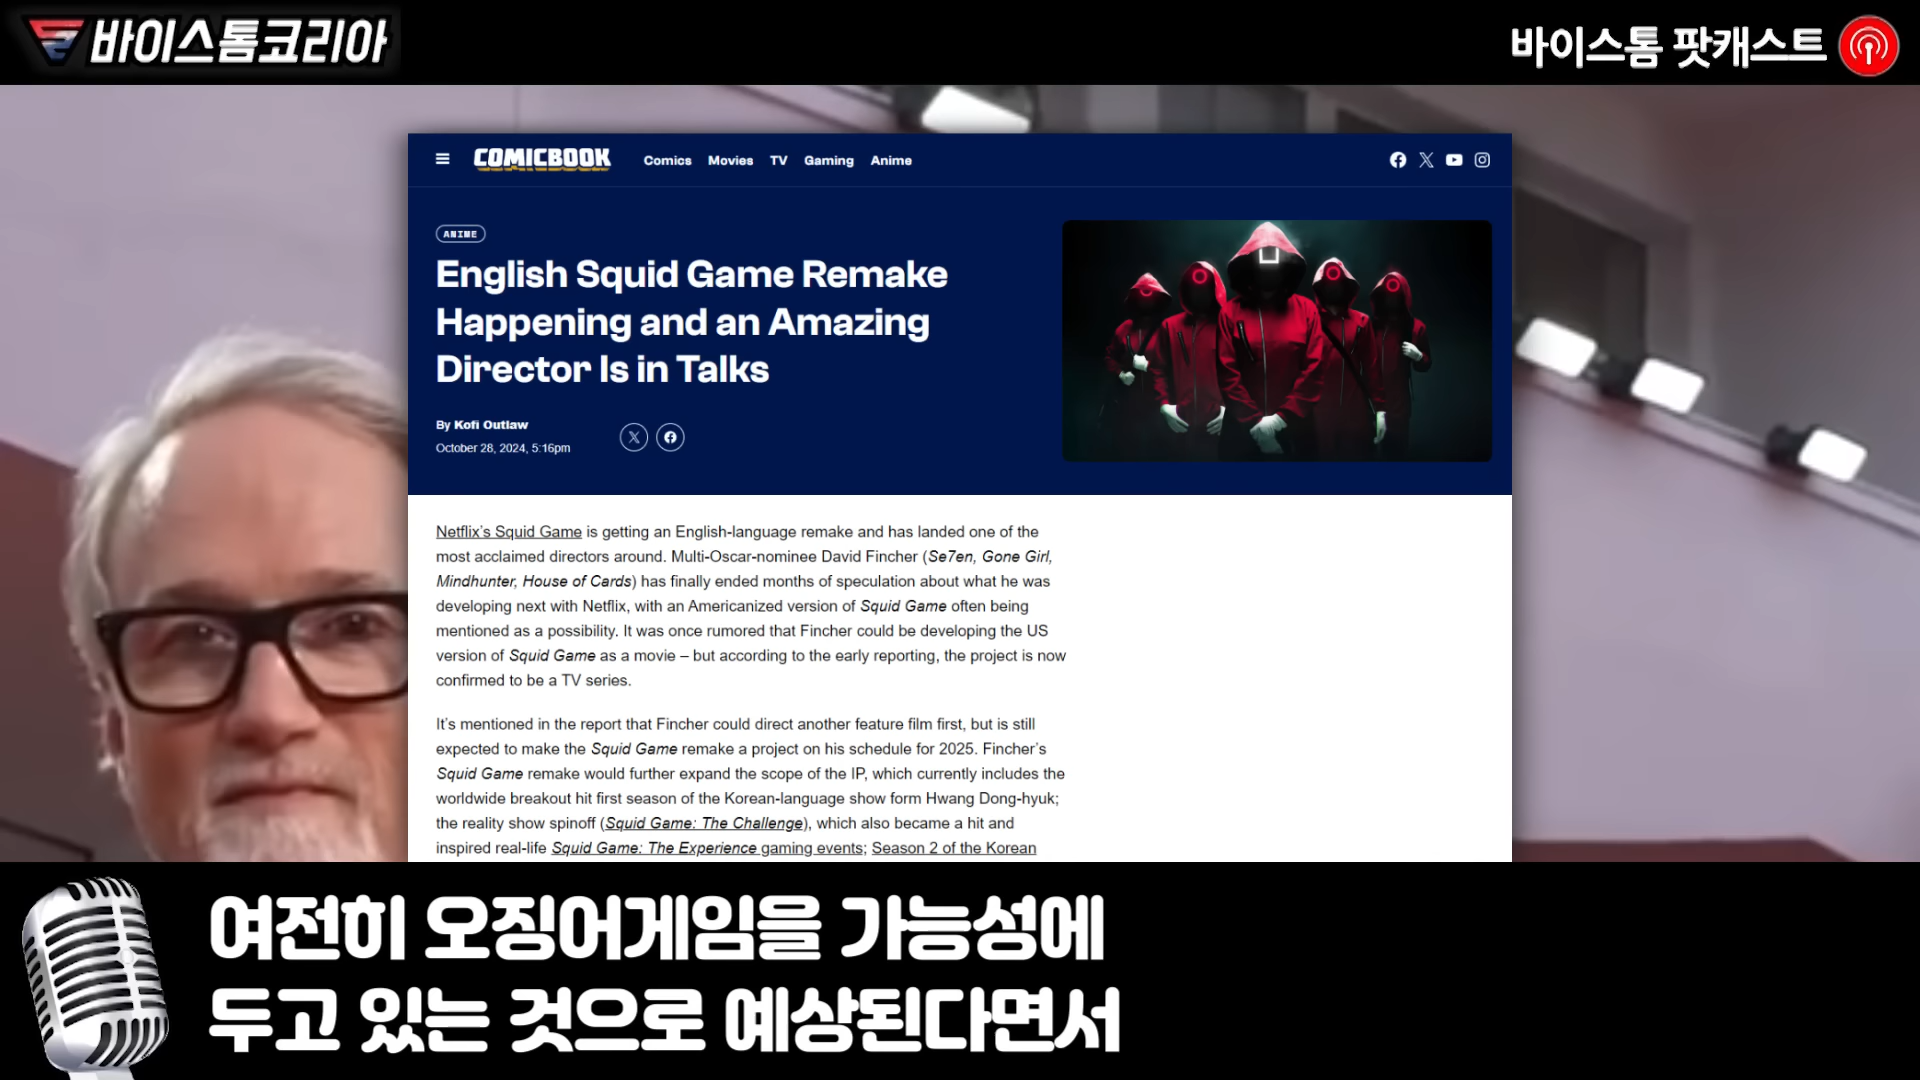 바이스톰코리아
바이스톰 팟캐스트
COMICBOOK Comics Movies TV Gaming Anime
ANIME
English Squid Game Remake
Happening and an Amazing
Director Is in Talks
By Kofi Outlaw
October 28, 2024, 5:16pm
Netflix's Squid Game is getting an English-language remake and has landed one of the
most acclaimed directors around. Multi-Oscar-nominee David Fincher (Se7en, Gone Girl,
Mindhunter, House of Cards) has finally ended months of speculation about what he was
developing next with Netflix, with an Americanized version of Squid Game often being
mentioned as a possibility. It was once rumored that Fincher could be developing the US
version of Squid Game as a movie – but according to the early reporting, the project is now
confirmed to be a TV series.
It's mentioned in the report that Fincher could direct another feature film first, but is still
expected to make the Squid Game remake a project on his schedule for 2025. Fincher's
Squid Game remake would further expand the scope of the IP, which currently includes the
worldwide breakout hit first season of the Korean-language show form Hwang Dong-hyuk;
the reality show spinoff (Squid Game: The Challenge), which also became a hit and
inspired real-life Squid Game: The Experience gaming events; Season 2 of the Korean
여전히 오징어게임을 가능성에
두고 있는 것으로 예상된다면서